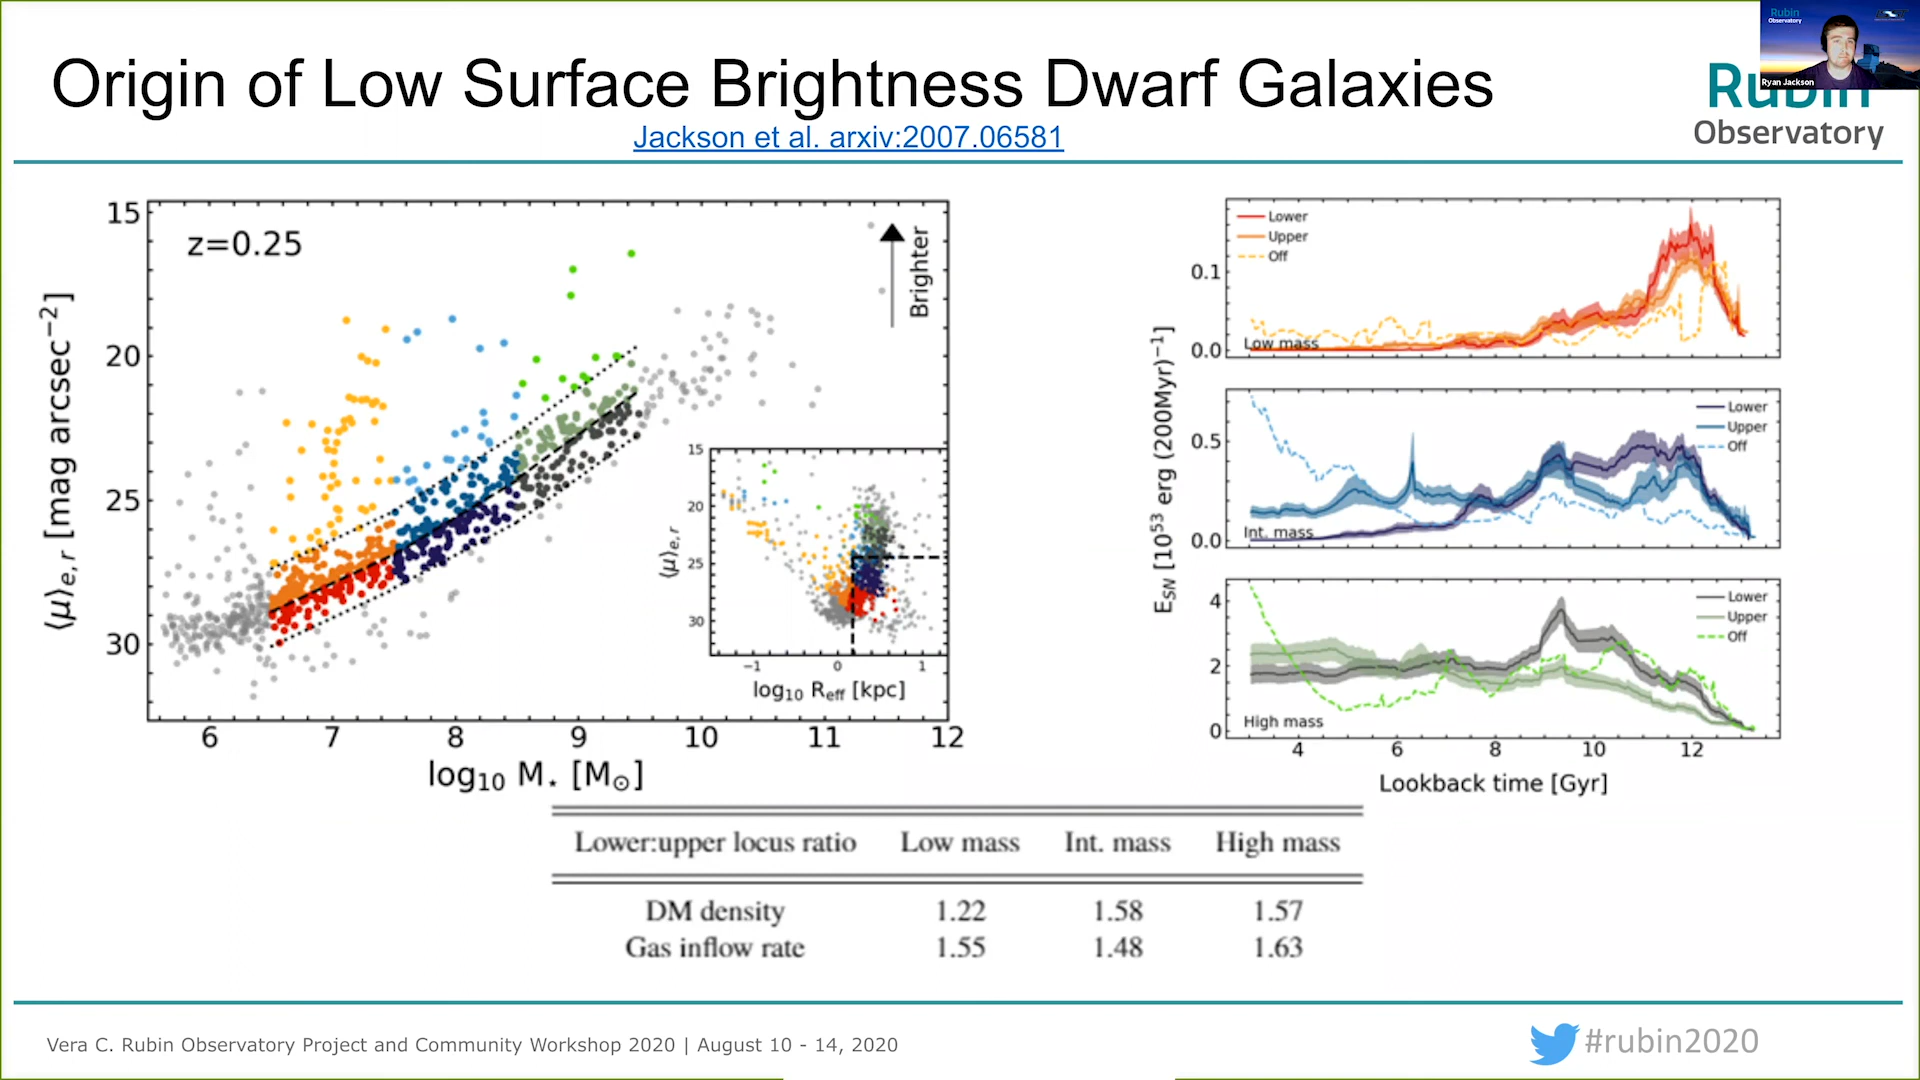 Origin of Low Surface Brightness Dwarf Galaxies
Jackson et al. arxiv:2007.06581
Rubin
Observatory
Ryan Jackson
Rubin
Observatory
z=0.25
Brighter
⟨μ⟩e,r [mag arcsec−2]
15
20
25
30
6 7 8 9 10 11 12
log10 M⋆ [M⊙]
⟨μ⟩e,r
15
20
25
30
−1 0 1
log10 Reff [kpc]
ESN [10^53 erg (200Myr)−1]
Lower
Upper
Off
0.1
0.0
Low mass
Lower
Upper
Off
0.5
0.0
Int. mass
Lower
Upper
Off
4
2
0
High mass
4 6 8 10 12
Lookback time [Gyr]
Lower:upper locus ratio Low mass Int. mass High mass
DM density 1.22 1.58 1.57
Gas inflow rate 1.55 1.48 1.63
Vera C. Rubin Observatory Project and Community Workshop 2020 | August 10 - 14, 2020
#rubin2020